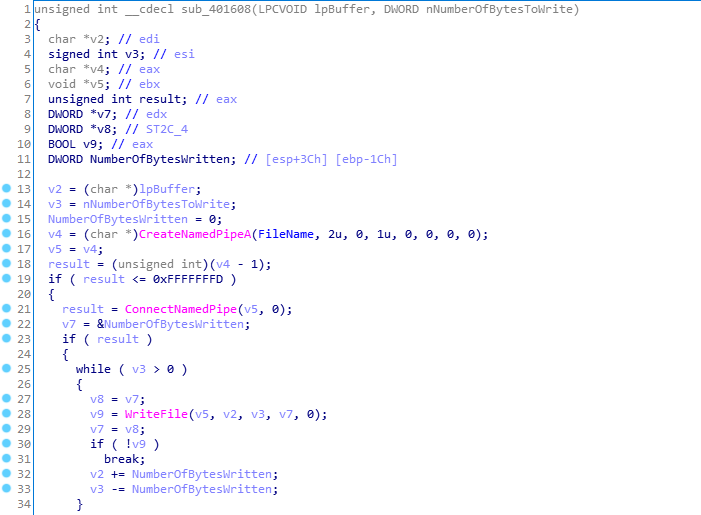 1 unsigned int __cdecl sub_401608(LPCVOID lpBuffer, DWORD nNumberOfBytesToWrite)
2 {
3 char *v2; // edi
4 signed int v3; // esi
5 char *v4; // eax
6 void *v5; // ebx
7 unsigned int result; // eax
8 DWORD *v7; // edx
9 DWORD *v8; // ST2C_4
10 BOOL v9; // eax
11 DWORD NumberOfBytesWritten; // [esp+3Ch] [ebp-1Ch]
12
13 v2 = (char *)lpBuffer;
14 v3 = nNumberOfBytesToWrite;
15 NumberOfBytesWritten = 0;
16 v4 = (char *)CreateNamedPipeA(FileName, 2u, 0, 1u, 0, 0, 0, 0);
17 v5 = v4;
18 result = (unsigned int)(v4 - 1);
19 if ( result <= 0xFFFFFFFD )
20 {
21 result = ConnectNamedPipe(v5, 0);
22 v7 = &NumberOfBytesWritten;
23 if ( result )
24 {
25 while ( v3 > 0 )
26 {
27 v8 = v7;
28 v9 = WriteFile(v5, v2, v3, v7, 0);
29 v7 = v8;
30 if ( !v9 )
31 break;
32 v2 += NumberOfBytesWritten;
33 v3 -= NumberOfBytesWritten;
34 }